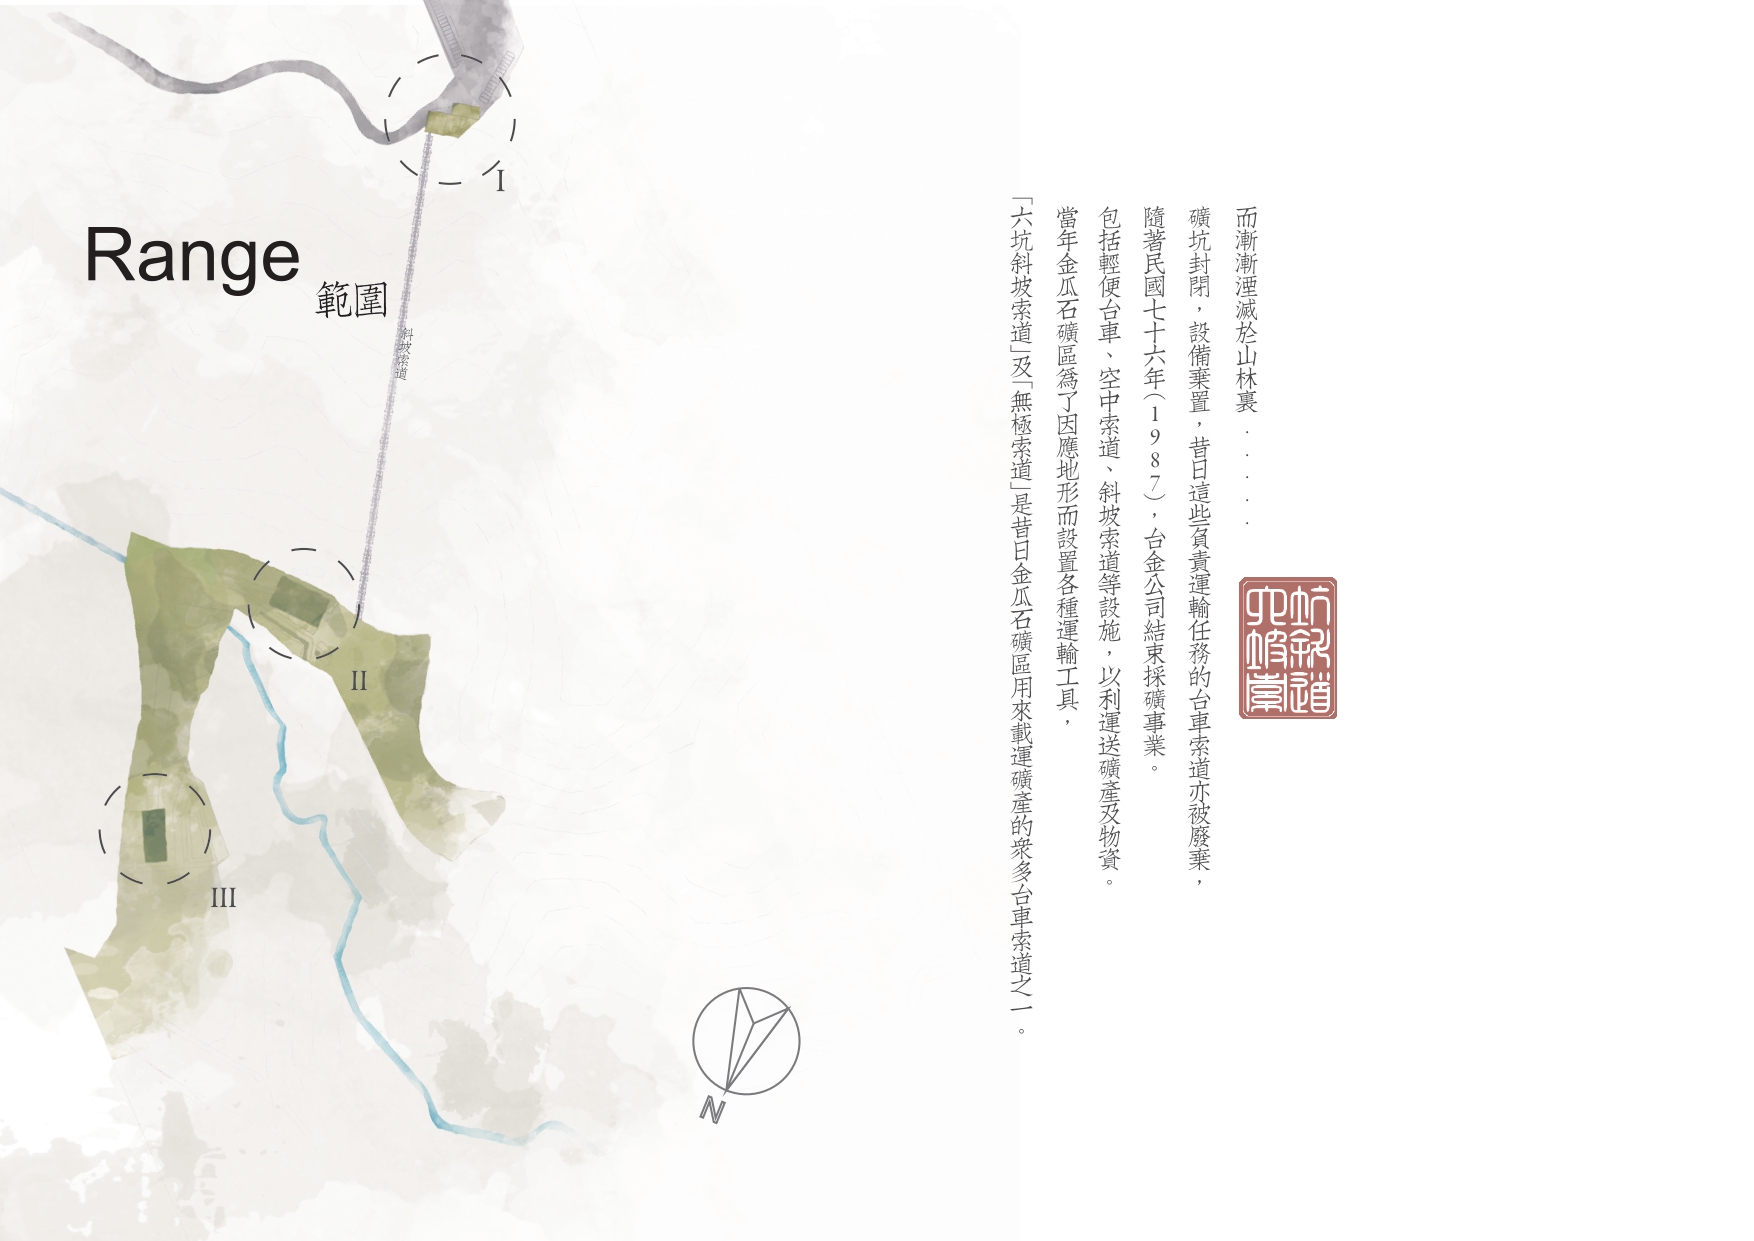 I
Range
範圍
斜坡索道
II
III
N
「六坑斜坡索道」及「無極索道」是昔日金瓜石礦區用來載運礦產的衆多台車索道之一。
當年金瓜石礦區爲了因應地形而設置各種運輸工具，
包括輕便台車、空中索道、斜坡索道等設施，以利運送礦產及物資。
隨著民國七十六年(1987)，台金公司結束採礦事業。
礦坑封閉，設備棄置，昔日這些負責運輸任務的台車索道亦被廢棄，
而漸漸湮滅於山林裏.....
六坑斜坡索道